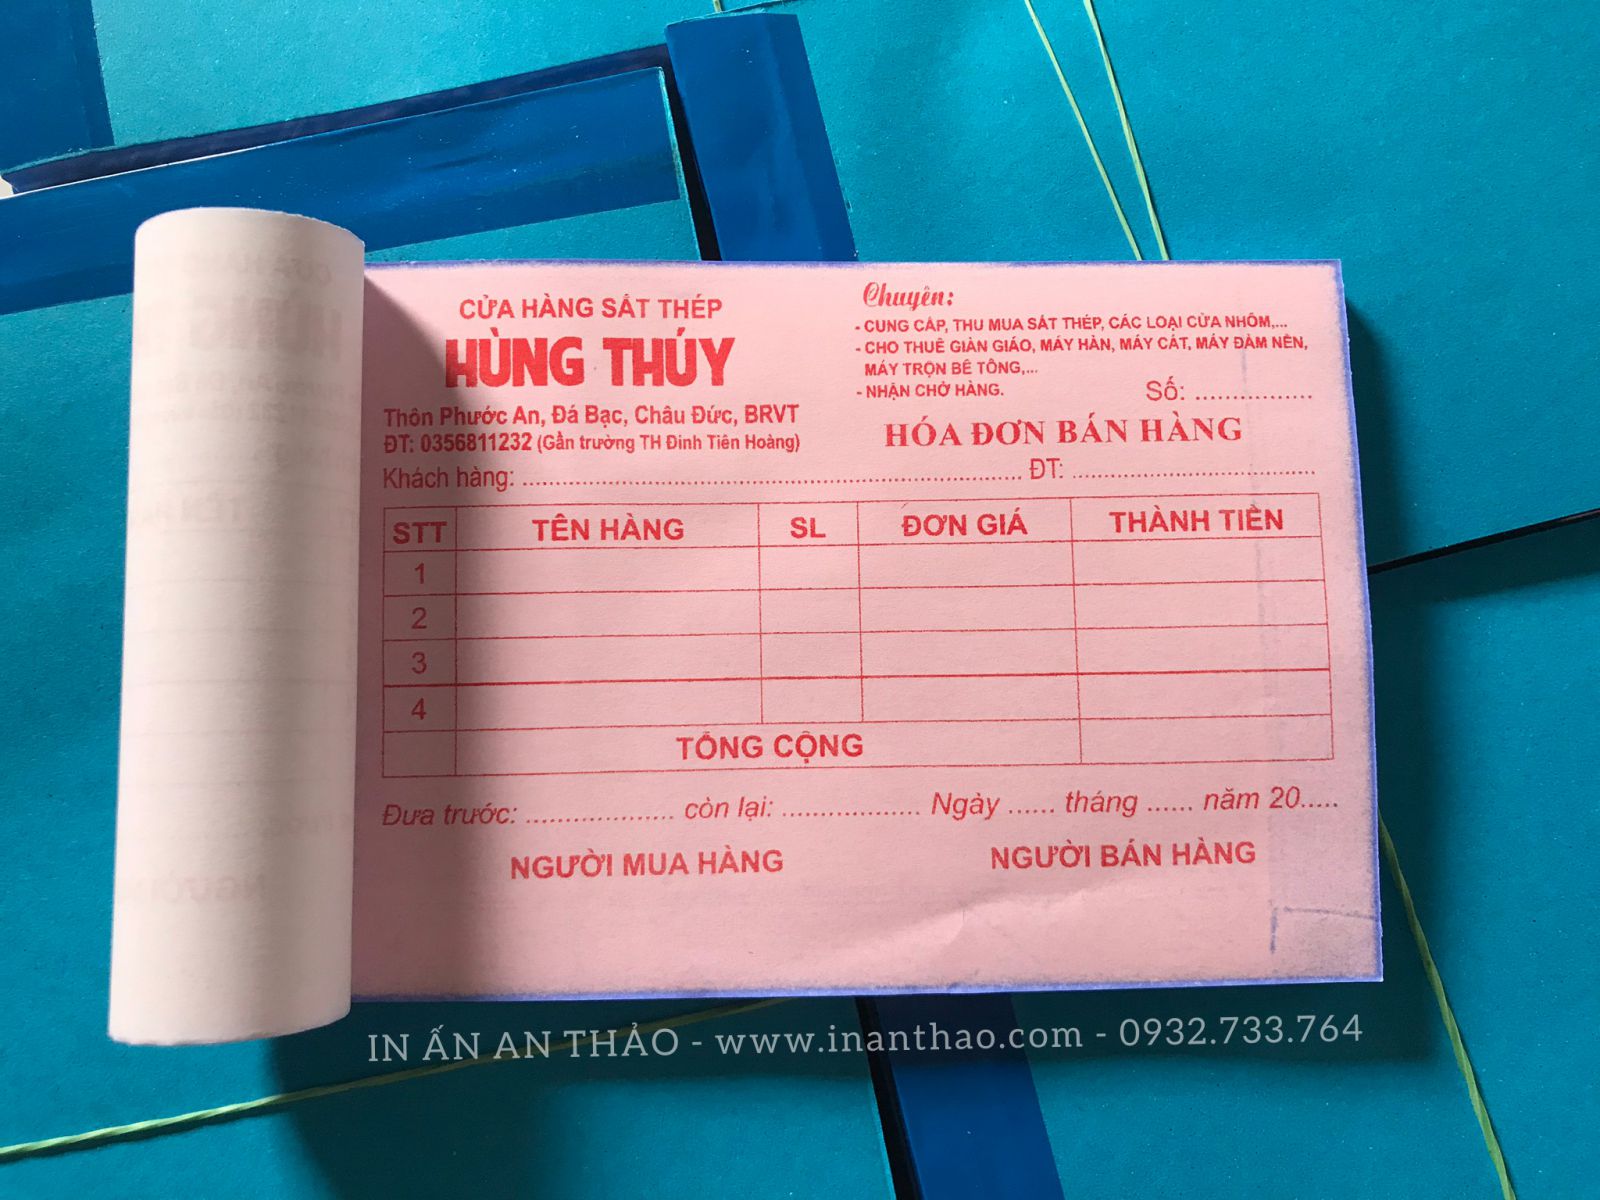 CỬA HÀNG SẮT THÉP
HÙNG THÚY
Thôn Phước An, Đá Bạc, Châu Đức, BRVT
ĐT: 0356811232 (Gần trường TH Đinh Tiên Hoàng)
Chuyên:
- CUNG CẤP, THU MUA SẮT THÉP, CÁC LOẠI CỬA NHÔM,...
- CHO THUÊ GIÀN GIÁO, MÁY HÀN, MÁY CẮT, MÁY ĐẦM NỀN,
MÁY TRỘN BÊ TÔNG,...
- NHẬN CHỞ HÀNG.
Số: .................
HÓA ĐƠN BÁN HÀNG
Khách hàng: ........................................................................... ĐT: .....................................
STT TÊN HÀNG SL ĐƠN GIÁ THÀNH TIỀN
1
2
3
4
TỔNG CỘNG
Đưa trước: .................... còn lại: .................. Ngày ...... tháng ...... năm 20.....
NGƯỜI MUA HÀNG NGƯỜI BÁN HÀNG
IN ẤN AN THẢO - www.inanthao.com - 0932.733.764